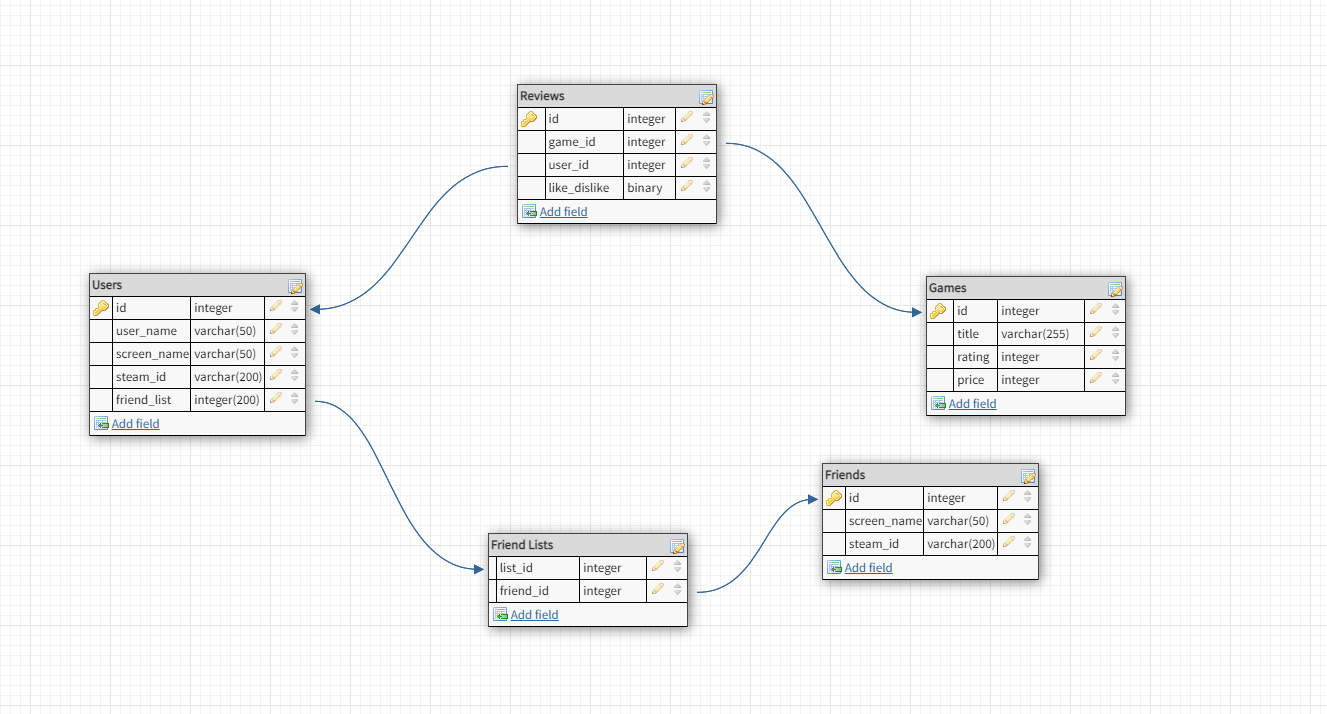 Reviews
id integer
game_id integer
user_id integer
like_dislike binary
Add field
Users
id integer
user_name varchar(50)
screen_name varchar(50)
steam_id varchar(200)
friend_list integer(200)
Add field
Games
id integer
title varchar(255)
rating integer
price integer
Add field
Friends
id integer
screen_name varchar(50)
steam_id varchar(200)
Add field
Friend Lists
list_id integer
friend_id integer
Add field